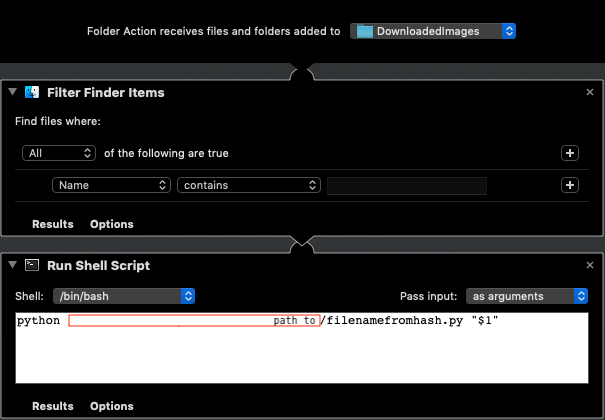 Folder Action receives files and folders added to DownloadedImages
Filter Finder Items
Find files where:
All of the following are true
Name contains
Results Options
Run Shell Script
Shell: /bin/bash Pass input: as arguments
python path to/filenamefromhash.py "$1"
Results Options